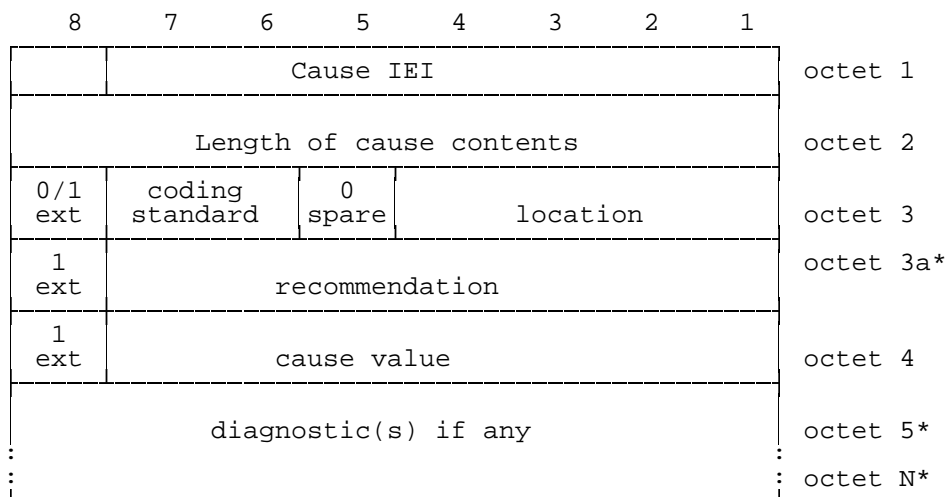 8 7 6 5 4 3 2 1
Cause IEI octet 1
Length of cause contents octet 2
0/1 coding 0
ext standard spare location octet 3
1 octet 3a*
ext recommendation
1
ext cause value octet 4
diagnostic(s) if any octet 5*
: :
: : octet N*